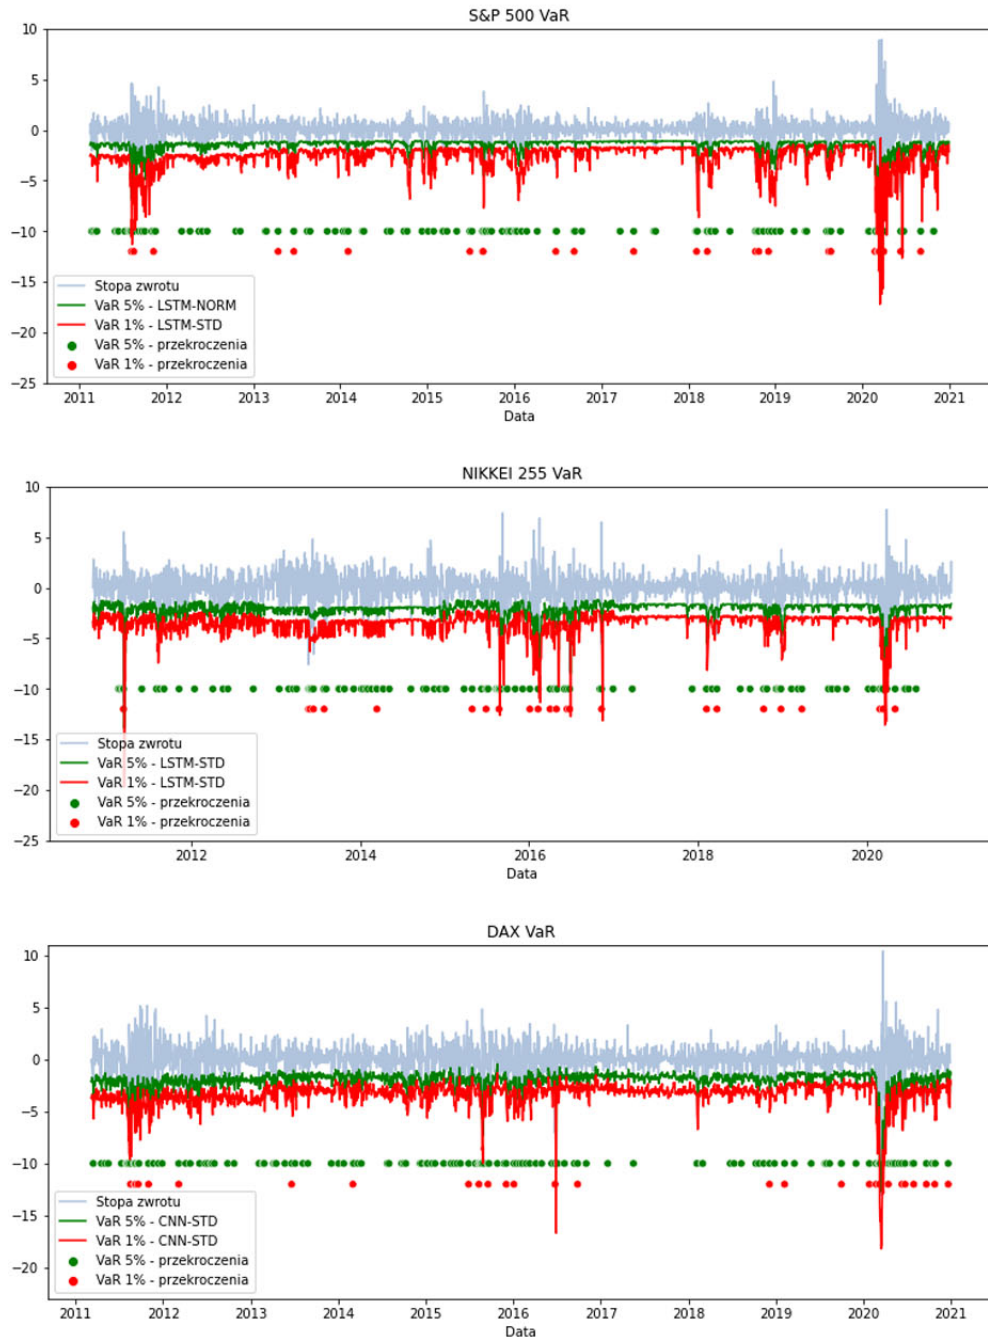 S&P 500 VaR
10
5
0
−5
−10
−15
−20
−25
Stopa zwrotu
VaR 5% - LSTM-NORM
VaR 1% - LSTM-STD
VaR 5% - przekroczenia
VaR 1% - przekroczenia
2011 2012 2013 2014 2015 2016 2017 2018 2019 2020 2021
Data
NIKKEI 255 VaR
10
5
0
−5
−10
−15
−20
−25
Stopa zwrotu
VaR 5% - LSTM-STD
VaR 1% - LSTM-STD
VaR 5% - przekroczenia
VaR 1% - przekroczenia
2012 2014 2016 2018 2020
Data
DAX VaR
10
5
0
−5
−10
−15
−20
Stopa zwrotu
VaR 5% - CNN-STD
VaR 1% - CNN-STD
VaR 5% - przekroczenia
VaR 1% - przekroczenia
2011 2012 2013 2014 2015 2016 2017 2018 2019 2020 2021
Data